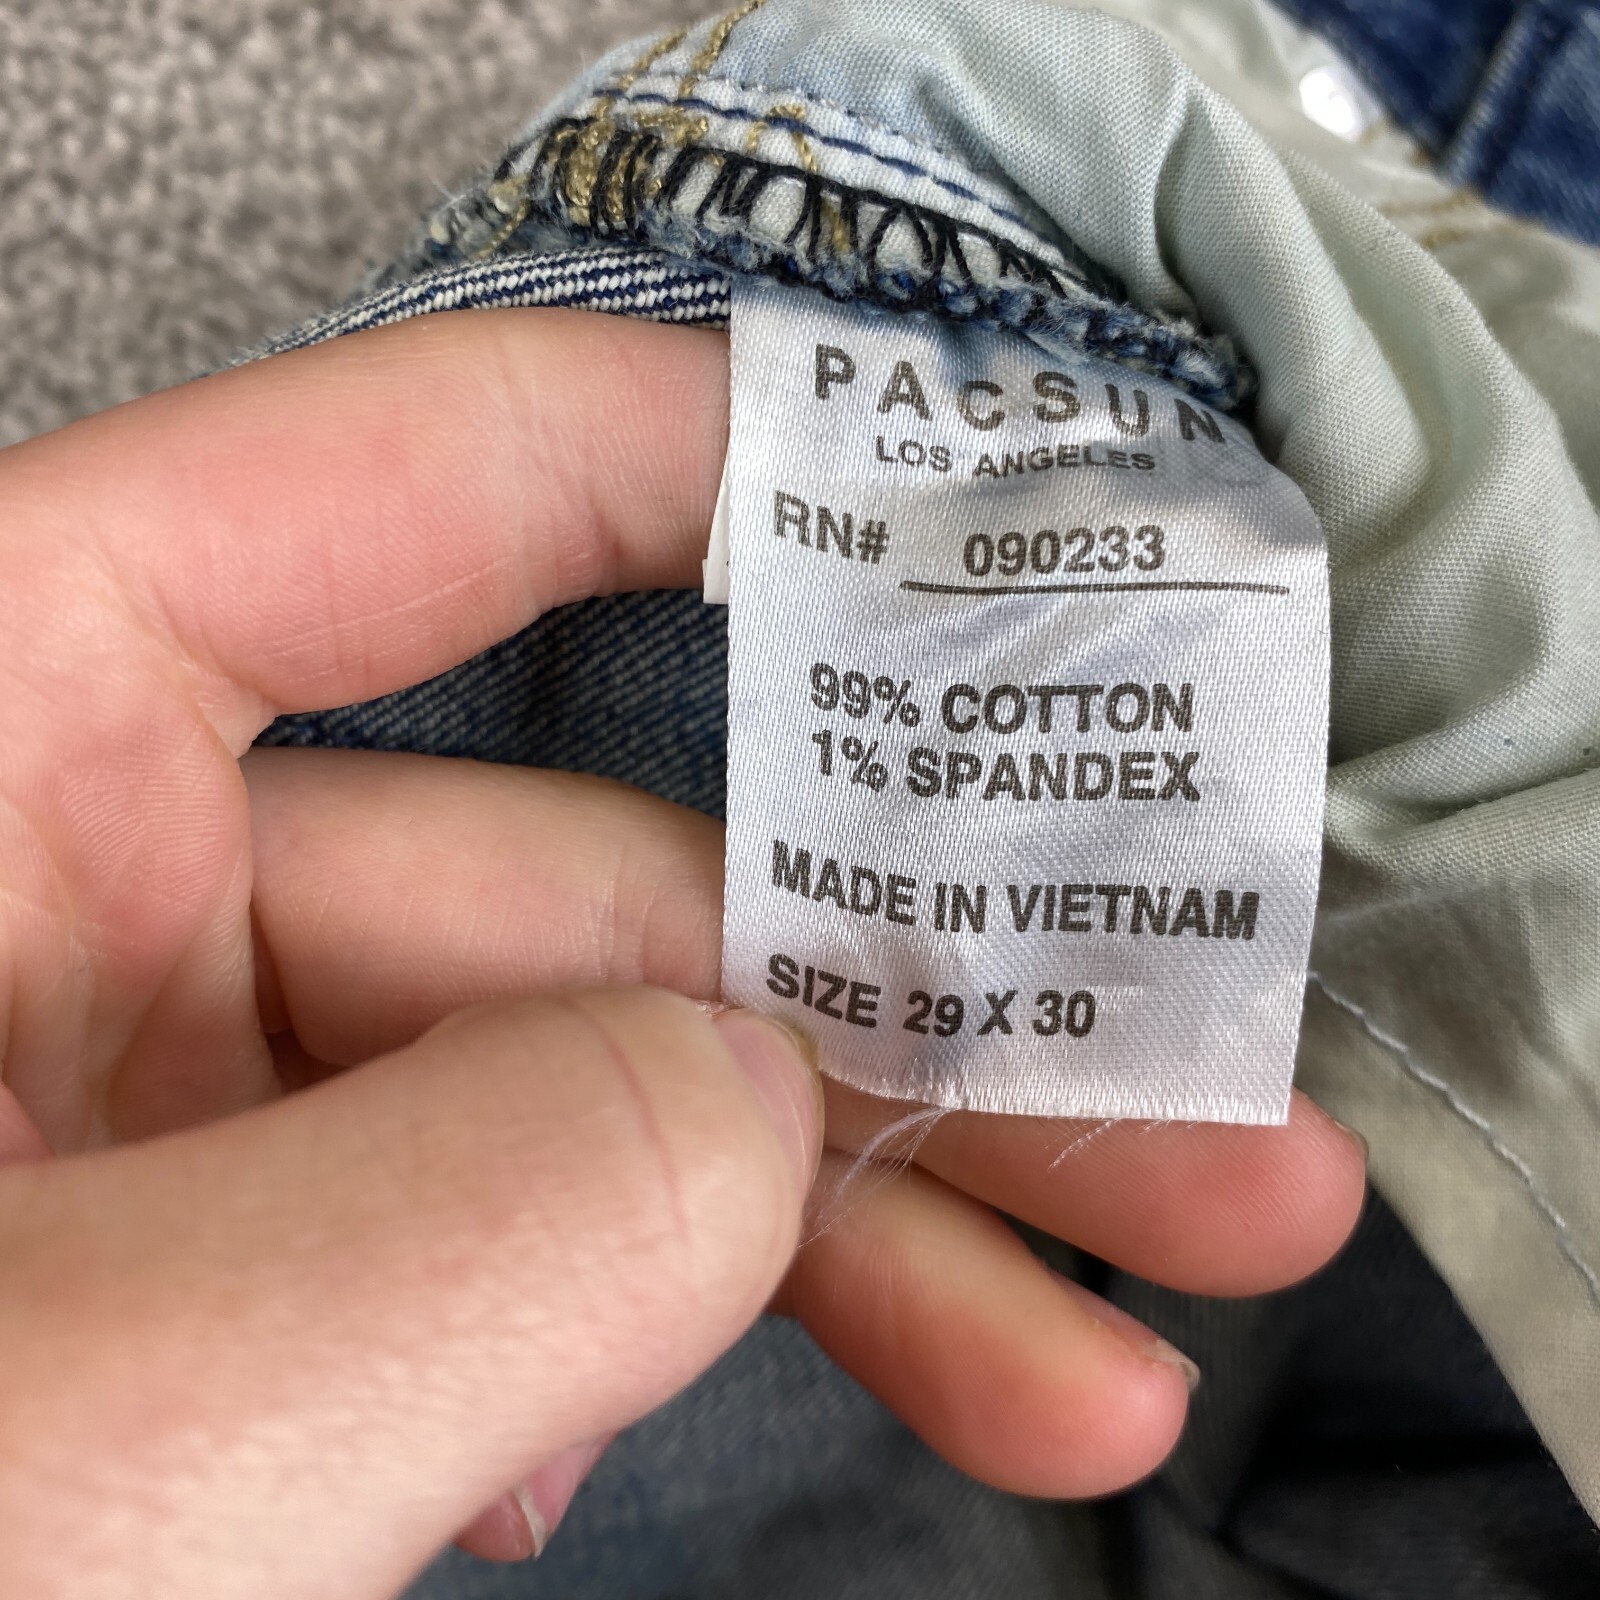 PACSUN
LOS ANGELES
RN# 090233
99% COTTON
1% SPANDEX
MADE IN VIETNAM
SIZE 29 X 30